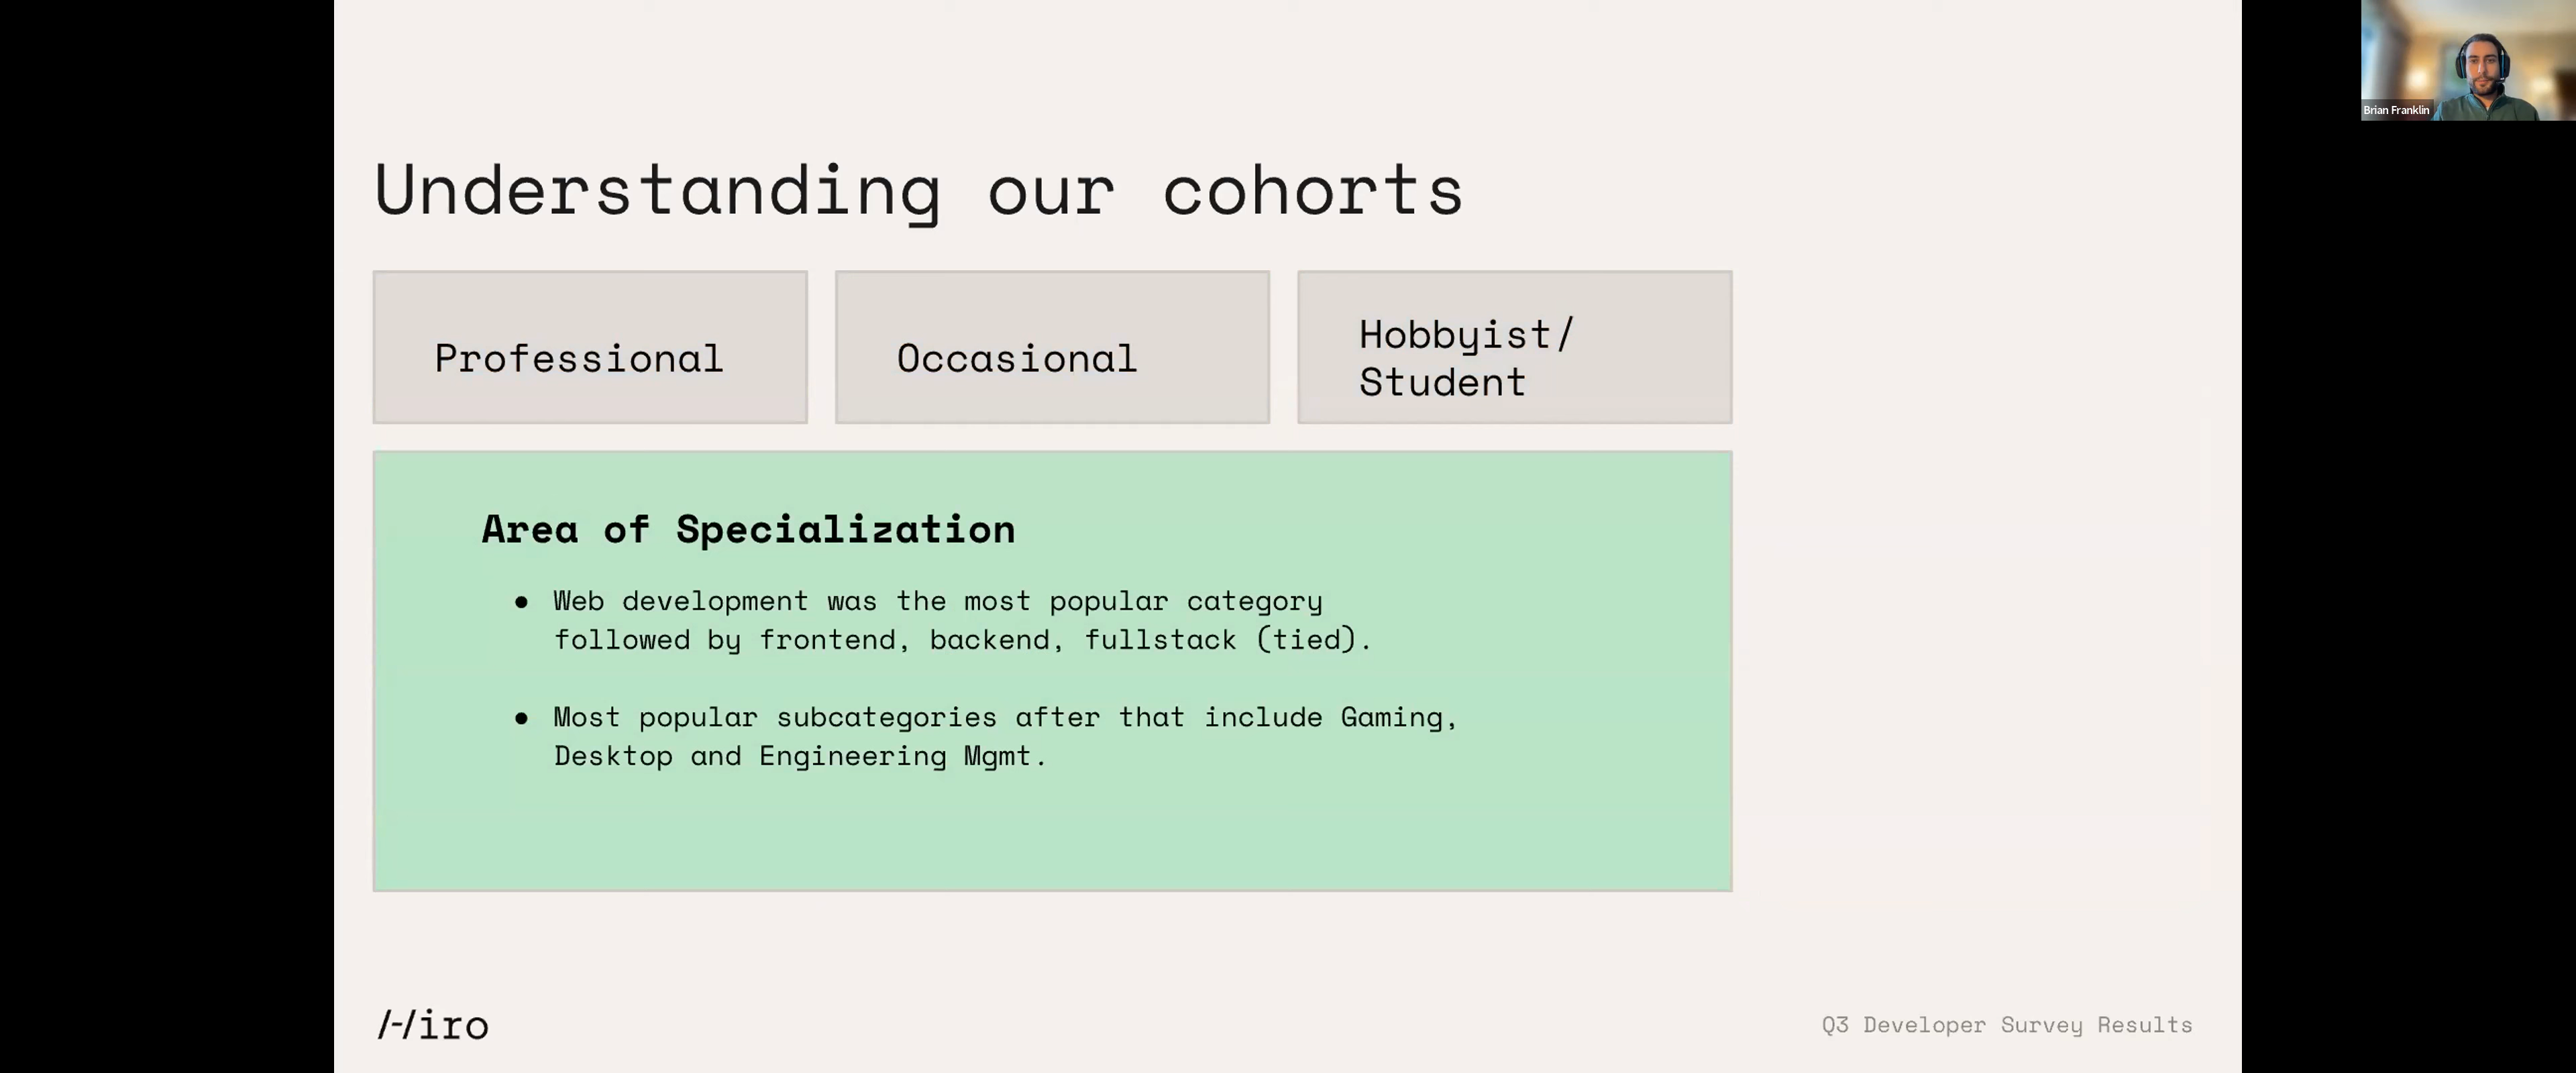 Understanding our cohorts
Professional
Occasional
Hobbyist/
Student
Area of Specialization
● Web development was the most popular category
followed by frontend, backend, fullstack (tied).
● Most popular subcategories after that include Gaming,
Desktop and Engineering Mgmt.
Hiro
Q3 Developer Survey Results
Brian Franklin